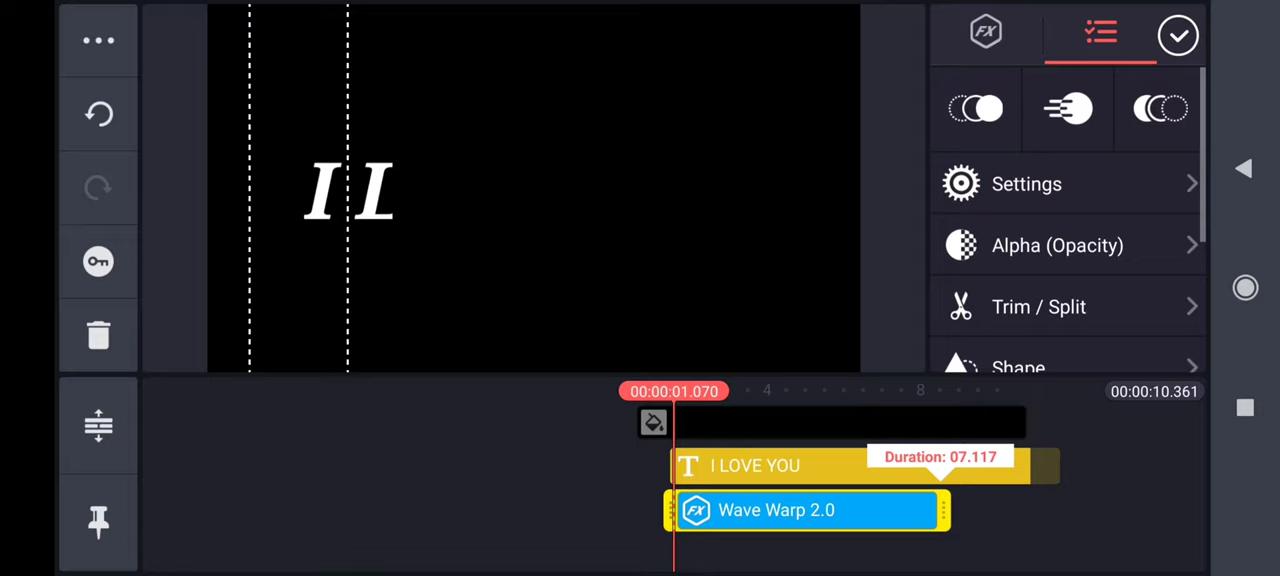 FX
I L
Settings
Alpha (Opacity)
Trim / Split
Shape
00:00:01.070
4
8
00:00:10.361
T I LOVE YOU
Duration: 07.117
FX Wave Warp 2.0